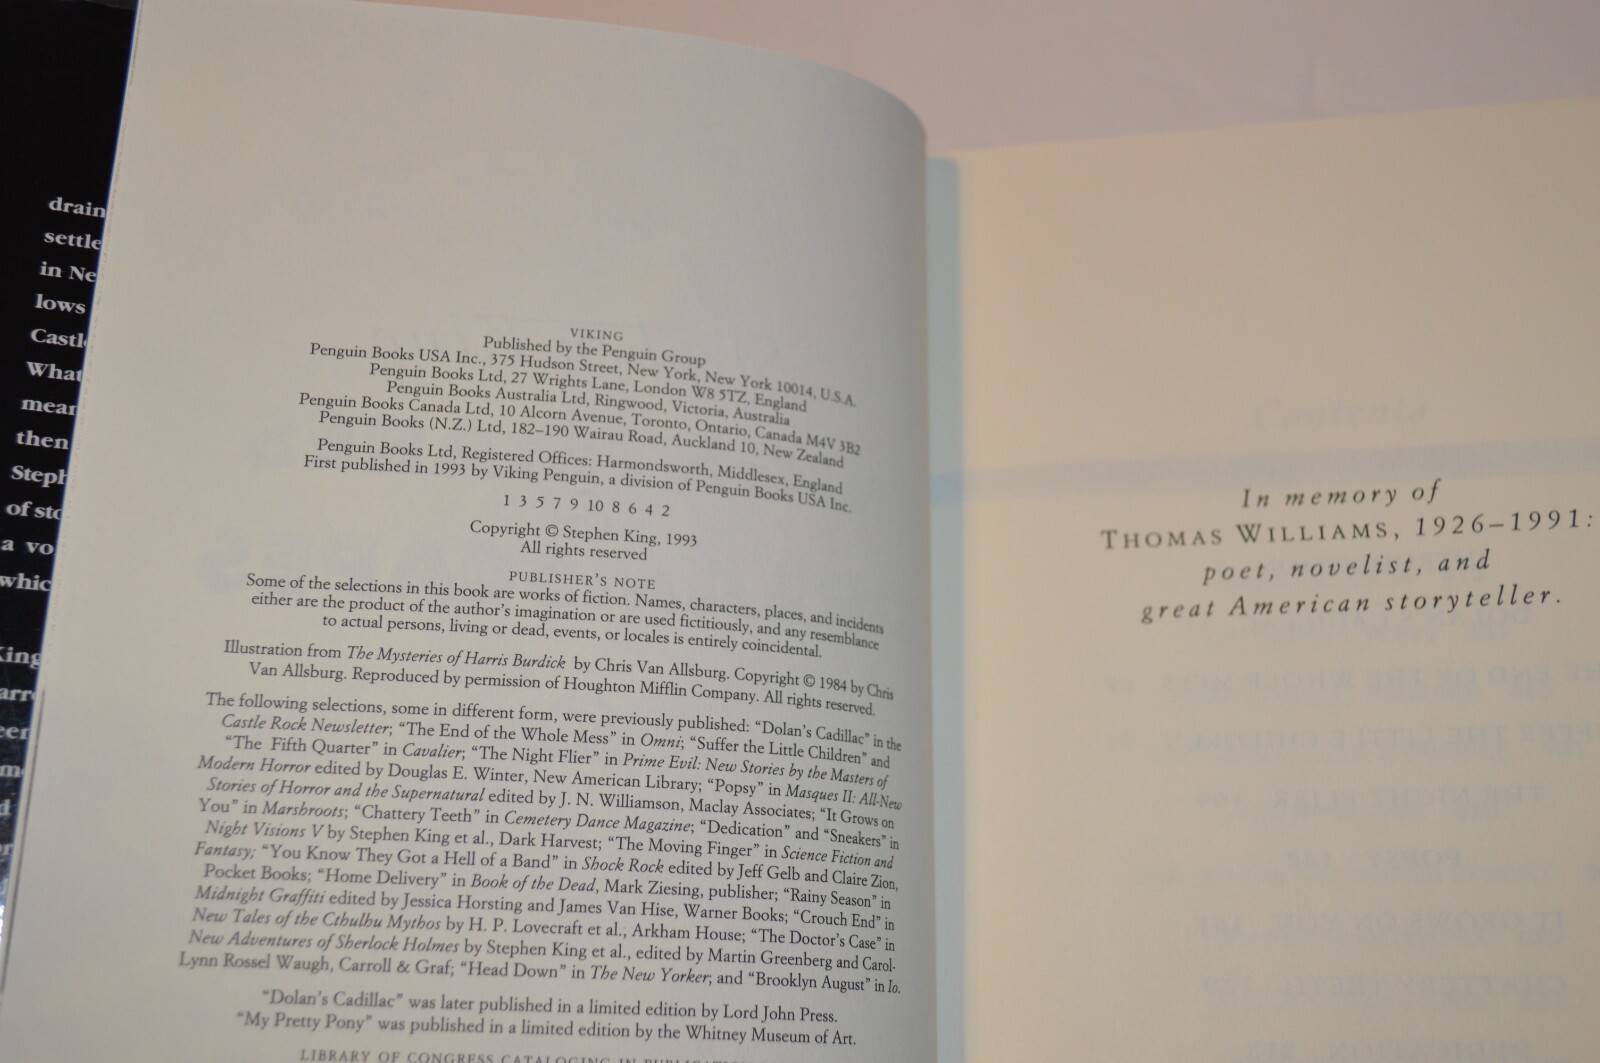 drain
settle
in Ne
lows
Castl
What
mean
then
Steph
of sto
a vo
whic
VIKING
Published by the Penguin Group
Penguin Books USA Inc., 375 Hudson Street, New York, New York 10014, U.S.A.
Penguin Books Ltd, 27 Wrights Lane, London W8 5TZ, England
Penguin Books Australia Ltd, Ringwood, Victoria, Australia
Penguin Books Canada Ltd, 10 Alcorn Avenue, Toronto, Ontario, Canada M4V 3B2
Penguin Books (N.Z.) Ltd, 182–190 Wairau Road, Auckland 10, New Zealand
Penguin Books Ltd, Registered Offices: Harmondsworth, Middlesex, England
First published in 1993 by Viking Penguin, a division of Penguin Books USA Inc.
1 3 5 7 9 10 8 6 4 2
Copyright © Stephen King, 1993
All rights reserved
PUBLISHER'S NOTE
Some of the selections in this book are works of fiction. Names, characters, places, and incidents
either are the product of the author's imagination or are used fictitiously, and any resemblance
to actual persons, living or dead, events, or locales is entirely coincidental.
Illustration from The Mysteries of Harris Burdick by Chris Van Allsburg. Copyright © 1984 by Chris
Van Allsburg. Reproduced by permission of Houghton Mifflin Company. All rights reserved.
The following selections, some in different form, were previously published: “Dolan's Cadillac” in the
Castle Rock Newsletter; “The End of the Whole Mess” in Omni; “Suffer the Little Children” and
“The Fifth Quarter” in Cavalier; “The Night Flier” in Prime Evil: New Stories by the Masters of
Modern Horror edited by Douglas E. Winter, New American Library; “Popsy” in Masques II: All-New
Stories of Horror and the Supernatural edited by J. N. Williamson, Maclay Associates; “It Grows on
You” in Marshroots; “Chattery Teeth” in Cemetery Dance Magazine; “Dedication” and “Sneakers” in
Night Visions V by Stephen King et al., Dark Harvest; “The Moving Finger” in Science Fiction and
Fantasy; “You Know They Got a Hell of a Band” in Shock Rock edited by Jeff Gelb and Claire Zion,
Pocket Books; “Home Delivery” in Book of the Dead, Mark Ziesing, publisher; “Rainy Season” in
Midnight Graffiti edited by Jessica Horsting and James Van Hise, Warner Books; “Crouch End” in
New Tales of the Cthulhu Mythos by H. P. Lovecraft et al., Arkham House; “The Doctor's Case” in
New Adventures of Sherlock Holmes by Stephen King et al., edited by Martin Greenberg and Carol-
Lynn Rossel Waugh, Carroll & Graf; “Head Down” in The New Yorker; and “Brooklyn August” in Io.
“Dolan's Cadillac” was later published in a limited edition by Lord John Press.
“My Pretty Pony” was published in a limited edition by the Whitney Museum of Art.
LIBRARY OF CONGRESS CATALOGING IN
In memory of
THOMAS WILLIAMS, 1926–1991:
poet, novelist, and
great American storyteller.